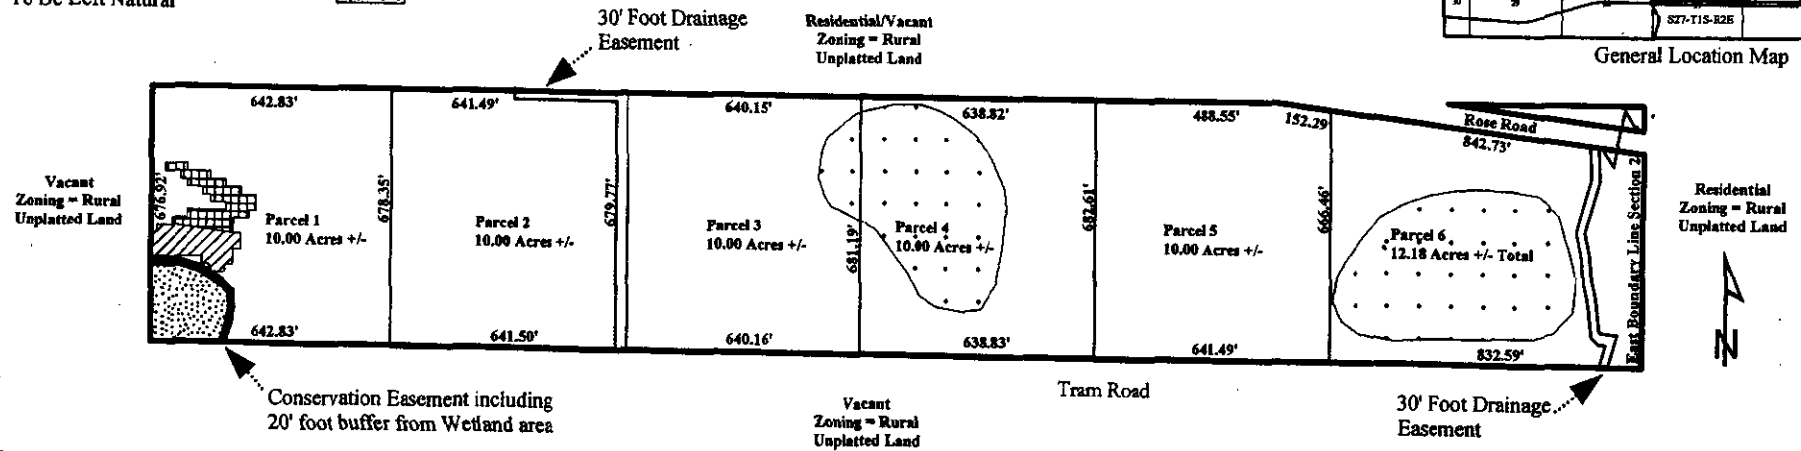 To Be Left Natural
30' Foot Drainage
Easement
Residential/Vacant
Zoning = Rural
Unplatted Land
S27-T1S-R2E
General Location Map
642.83'
641.49'
640.15'
638.82'
488.55'
152.29
Rose Road
842.73'
Vacant
Zoning = Rural
Unplatted Land
676.92'
Parcel 1
10.00 Acres +/-
678.35'
Parcel 2
10.00 Acres +/-
679.77'
Parcel 3
10.00 Acres +/-
681.19'
Parcel 4
10.00 Acres +/-
682.61'
Parcel 5
10.00 Acres +/-
666.46'
Parcel 6
12.18 Acres +/- Total
East Boundary Line Section 2
Residential
Zoning = Rural
Unplatted Land
N
642.83'
641.50'
640.16'
638.83'
641.49'
832.59'
Conservation Easement including
20' foot buffer from Wetland area
Vacant
Zoning = Rural
Unplatted Land
Tram Road
30' Foot Drainage
Easement